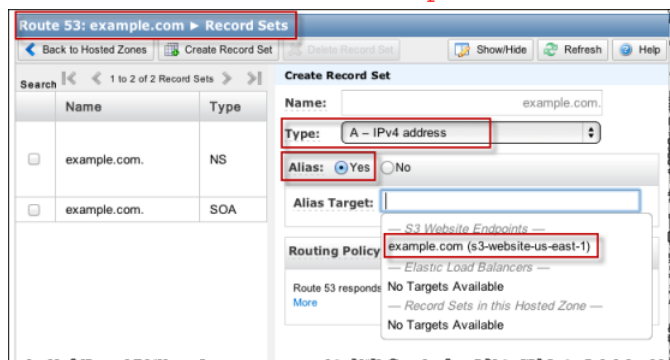 Route 53: example.com ► Record Sets
Back to Hosted Zones Create Record Set Delete Record Set Show/Hide Refresh Help
Search 1 to 2 of 2 Record Sets
Name Type
example.com. NS
example.com. SOA
Create Record Set
Name: example.com.
Type: A – IPv4 address
Alias: Yes No
Alias Target:
— S3 Website Endpoints —
example.com (s3-website-us-east-1)
— Elastic Load Balancers —
No Targets Available
— Record Sets in this Hosted Zone —
No Targets Available
Routing Policy
Route 53 responds
More